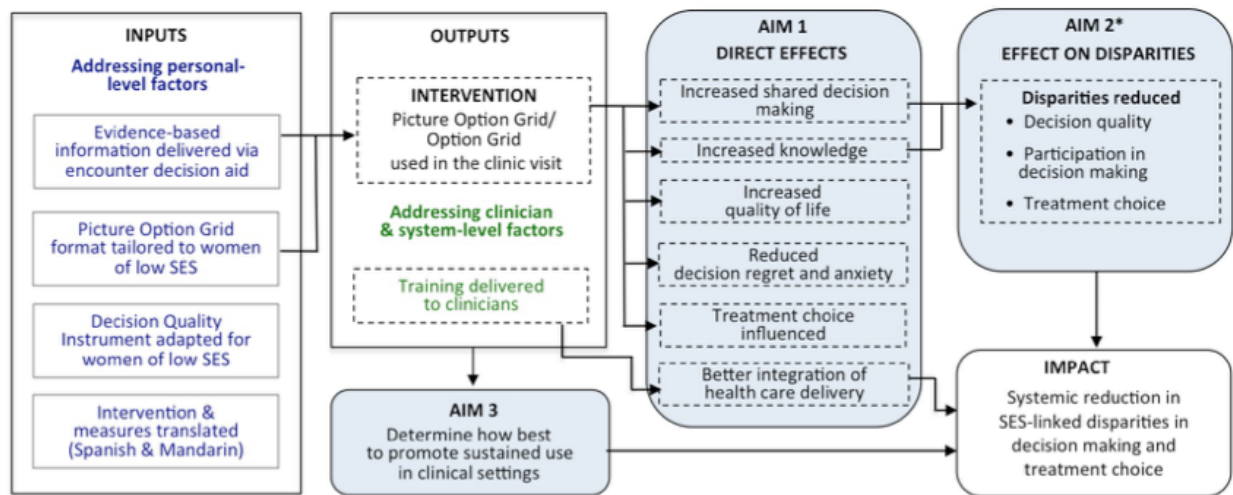 INPUTS
Addressing personal-
level factors
Evidence-based
information delivered via
encounter decision aid
Picture Option Grid
format tailored to women
of low SES
Decision Quality
Instrument adapted for
women of low SES
Intervention &
measures translated
(Spanish & Mandarin)
OUTPUTS
INTERVENTION
Picture Option Grid/
Option Grid
used in the clinic visit
Addressing clinician
& system-level factors
Training delivered
to clinicians
AIM 3
Determine how best
to promote sustained use
in clinical settings
AIM 1
DIRECT EFFECTS
Increased shared decision
making
Increased knowledge
Increased
quality of life
Reduced
decision regret and anxiety
Treatment choice
influenced
Better integration of
health care delivery
AIM 2*
EFFECT ON DISPARITIES
Disparities reduced
• Decision quality
• Participation in
decision making
• Treatment choice
IMPACT
Systemic reduction in
SES-linked disparities in
decision making and
treatment choice